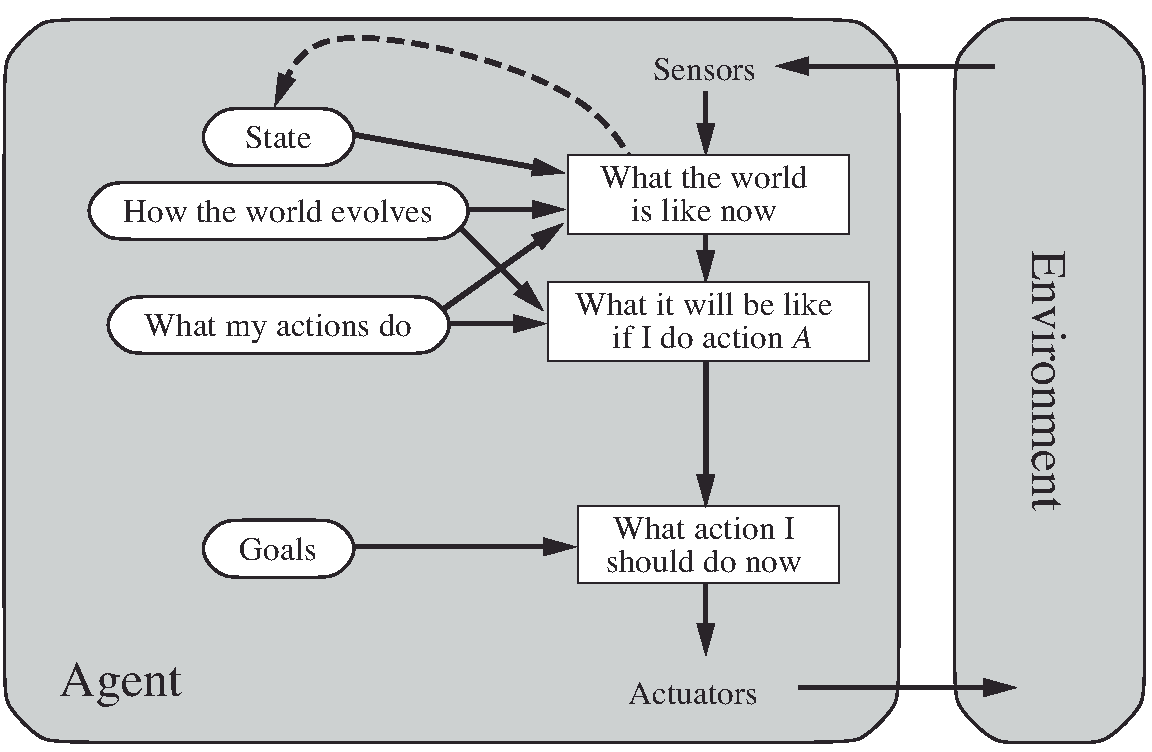 Sensors
State
What the world
is like now
How the world evolves
What it will be like
if I do action A
What my actions do
Environment
What action I
should do now
Goals
Agent
Actuators